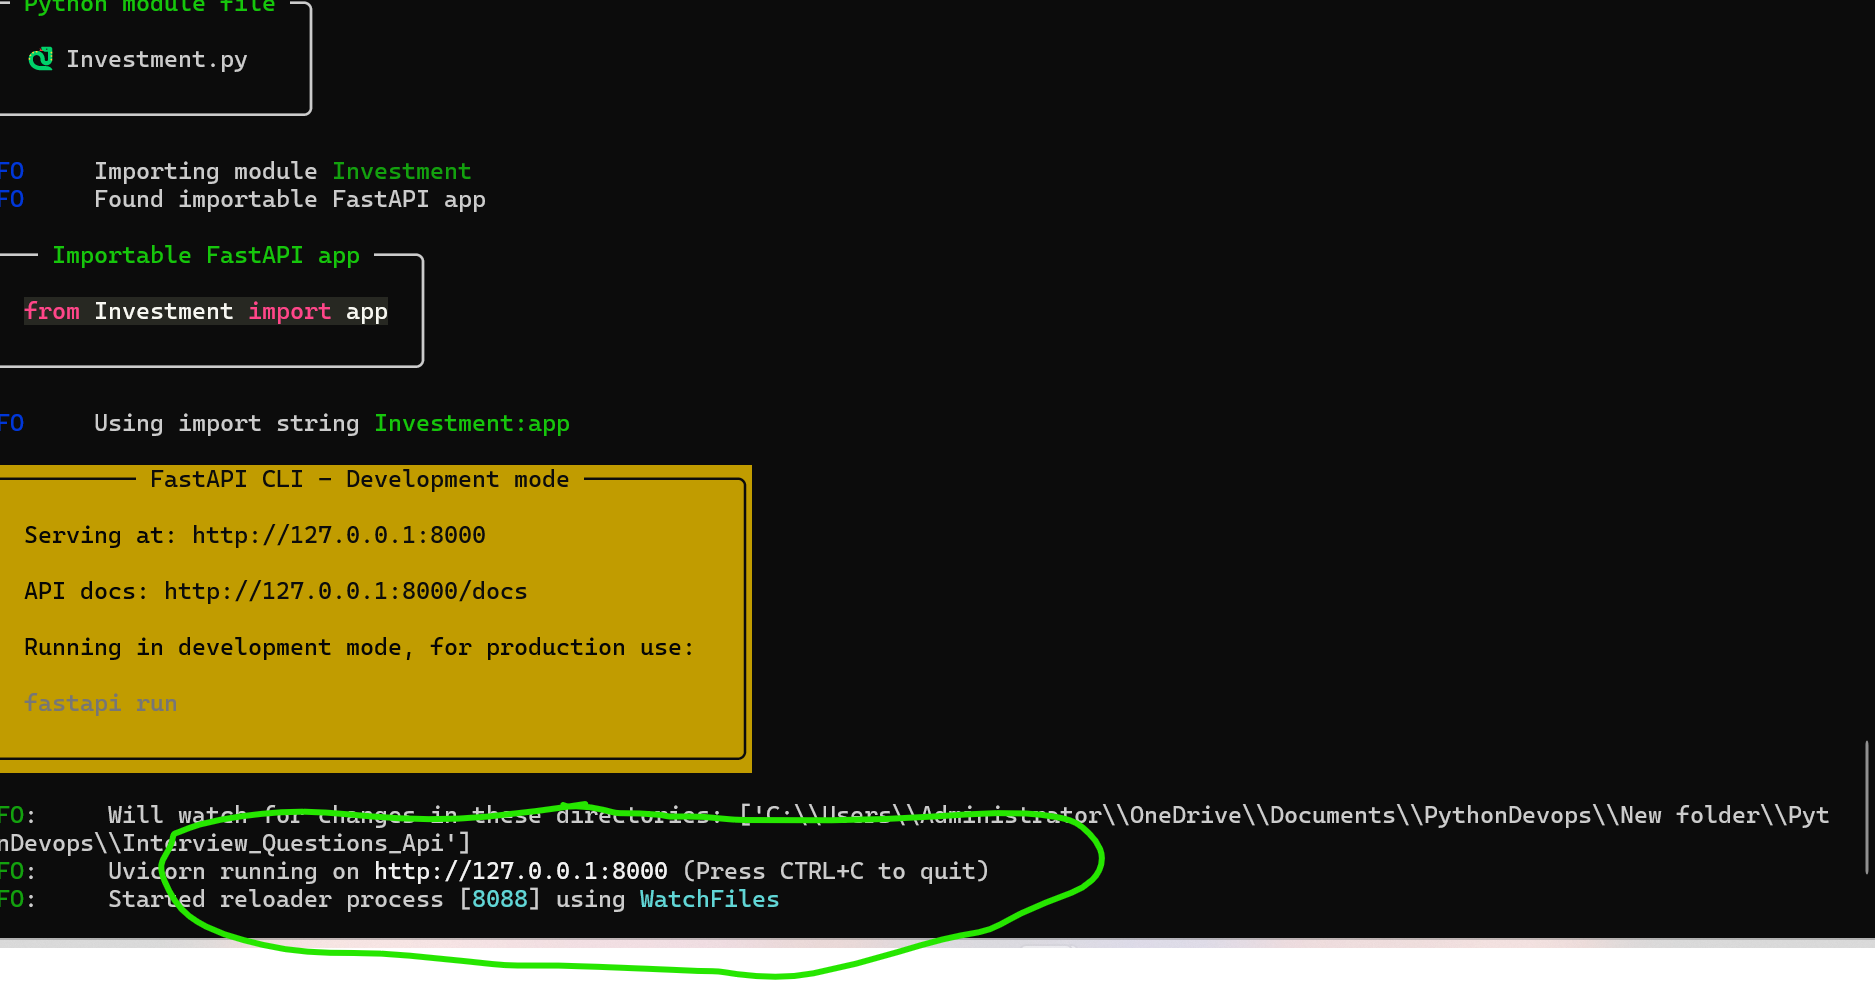 Python module file
Investment.py
FO Importing module Investment
FO Found importable FastAPI app
Importable FastAPI app
from Investment import app
FO Using import string Investment:app
FastAPI CLI - Development mode
Serving at: http://127.0.0.1:8000
API docs: http://127.0.0.1:8000/docs
Running in development mode, for production use:
fastapi run
FO: Will watch for changes in these directories: ['C:\\Users\\Administrator\\OneDrive\\Documents\\PythonDevops\\New folder\\Pyt
nDevops\\Interview_Questions_Api']
FO: Uvicorn running on http://127.0.0.1:8000 (Press CTRL+C to quit)
FO: Started reloader process [8088] using WatchFiles